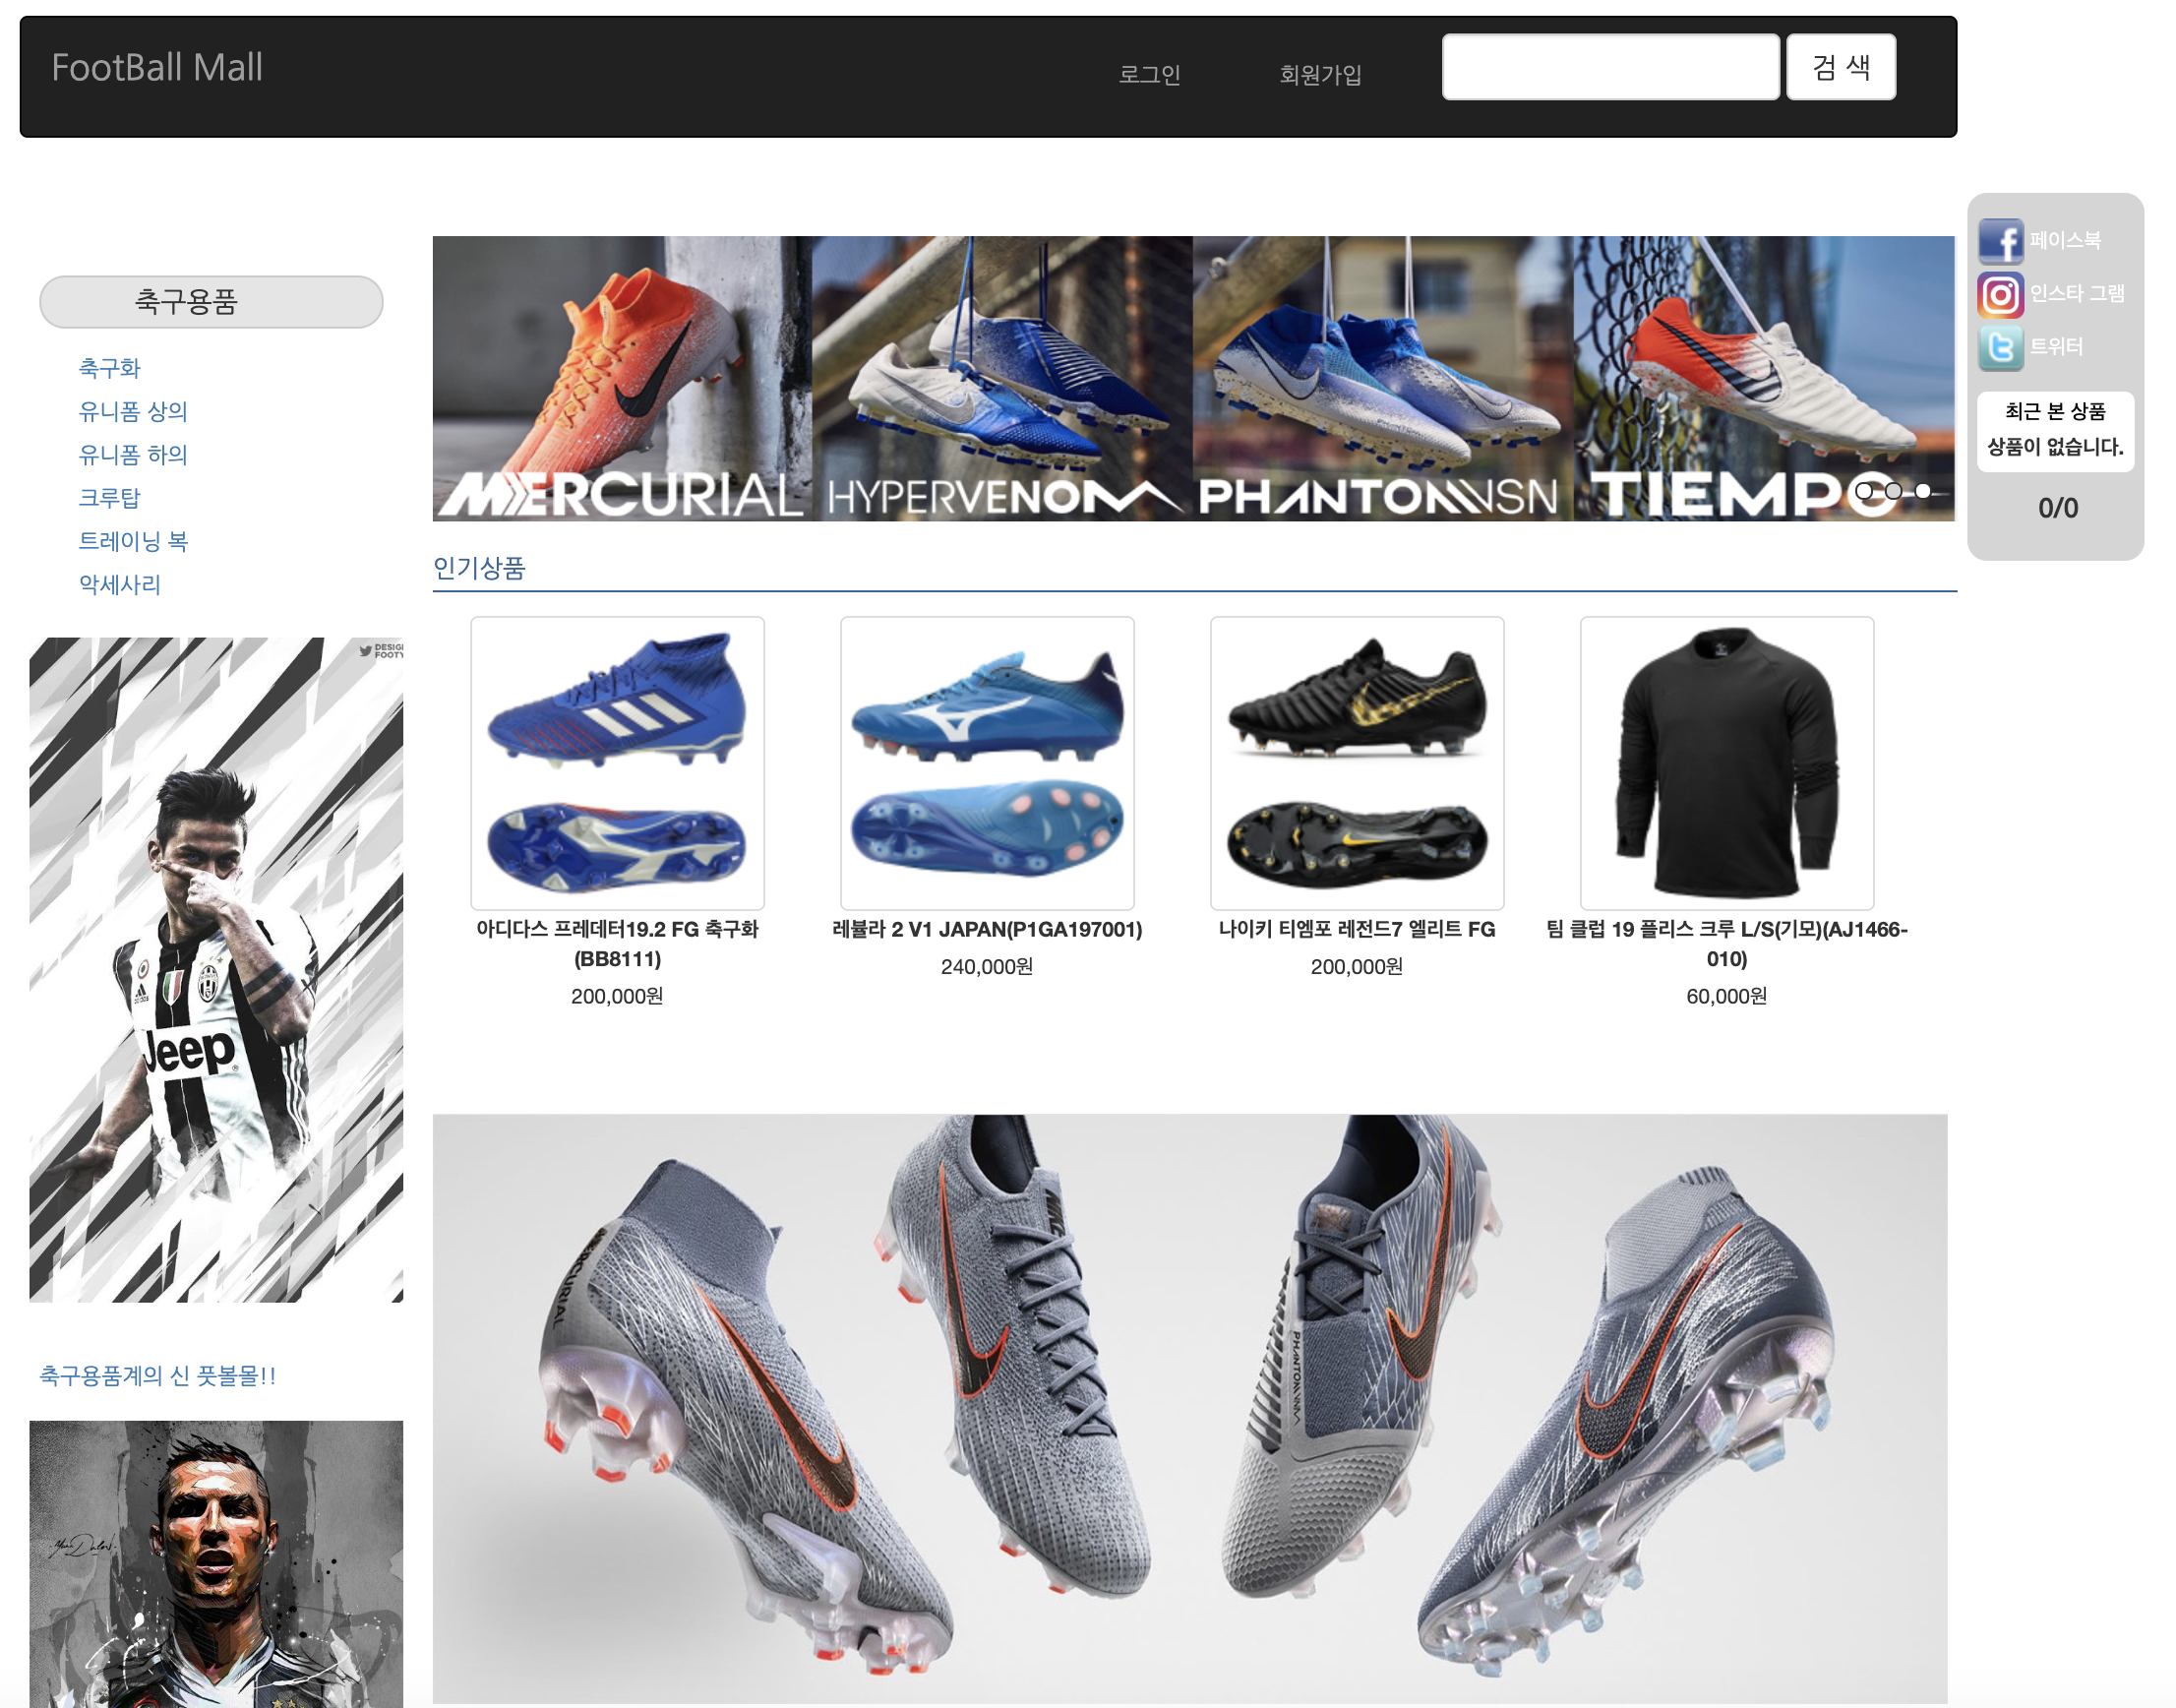 FootBall Mall
로그인
회원가입
검 색
페이스북
인스타 그램
트위터
최근 본 상품
상품이 없습니다.
0/0
축구용품
축구화
유니폼 상의
유니폼 하의
크루탑
트레이닝 복
악세사리
MERCURIAL
HYPERVENOM
PHANTOMVSN
TIEMPO
인기상품
아디다스 프레데터19.2 FG 축구화
(BB8111)
200,000원
레뷸라 2 V1 JAPAN(P1GA197001)
240,000원
나이키 티엠포 레전드7 엘리트 FG
200,000원
팀 클럽 19 플리스 크루 L/S(기모)(AJ1466-
010)
60,000원
Jeep
축구용품계의 신 풋볼몰!!
MERCURIAL